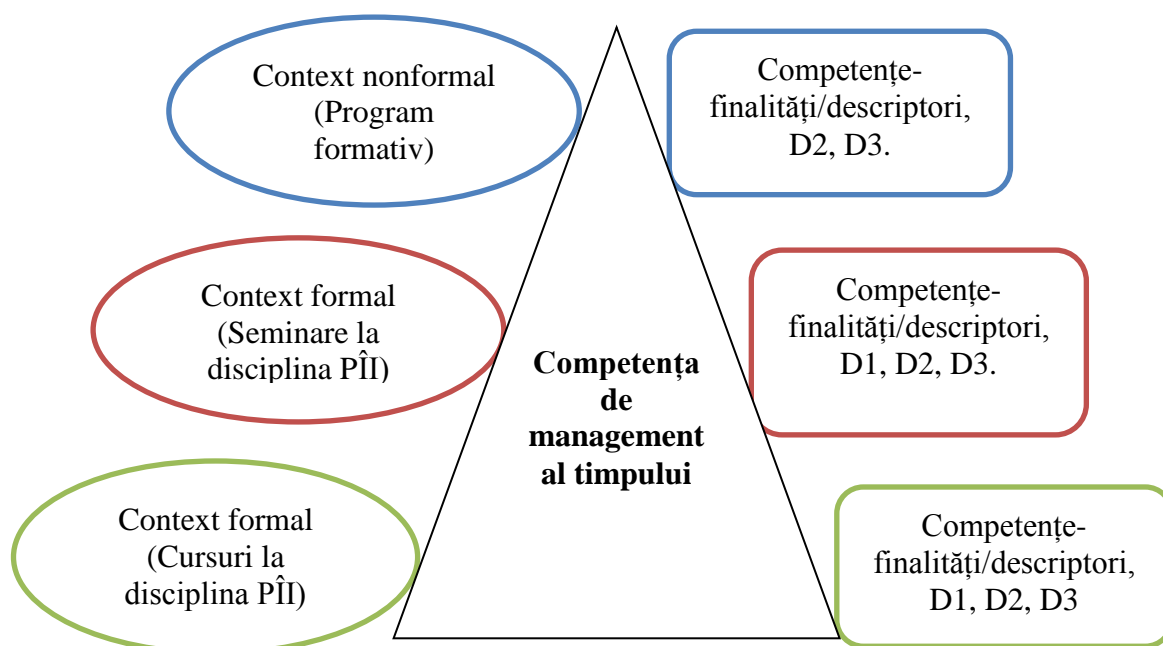 Context nonformal
(Program
formativ)
Competențe-
finalități/descriptori,
D2, D3.
Context formal
(Seminare la
disciplina PÎI)
Competențe-
finalități/descriptori,
D1, D2, D3.
Competența
de
management
al timpului
Context formal
(Cursuri la
disciplina PÎI)
Competențe-
finalități/descriptori,
D1, D2, D3